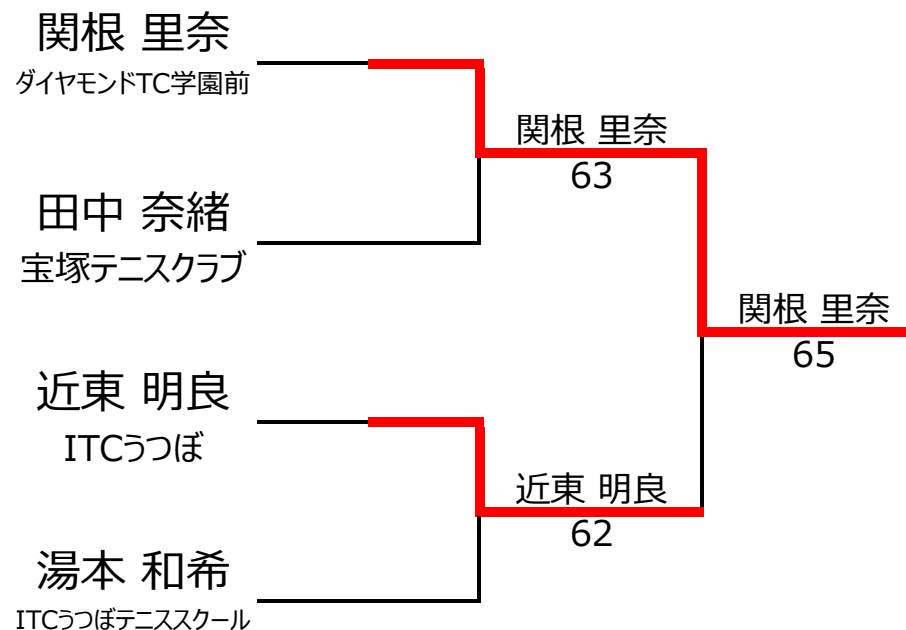 関根 里奈
ダイヤモンドTC学園前
関根 里奈
63
田中 奈緒
宝塚テニスクラブ
関根 里奈
65
近東 明良
ITCうつぼ
近東 明良
62
湯本 和希
ITCうつぼテニススクール